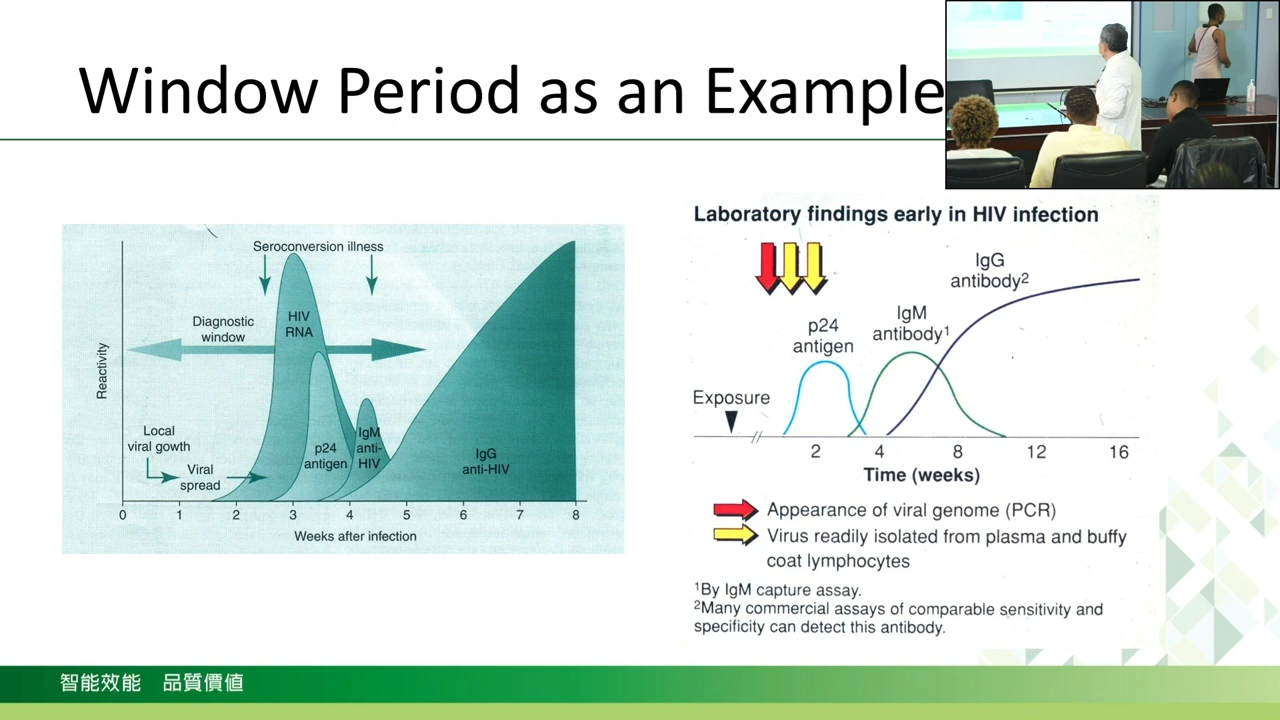 Window Period as an Example
Seroconversion illness
HIV
RNA
Diagnostic
window
Reactivity
Local
viral gowth
Viral
spread
p24
antigen
IgM
anti-
HIV
IgG
anti-HIV
0 1 2 3 4 5 6 7 8
Weeks after infection
Laboratory findings early in HIV infection
IgG
antibody2
IgM
antibody1
p24
antigen
Exposure
2 4 8 12 16
Time (weeks)
Appearance of viral genome (PCR)
Virus readily isolated from plasma and buffy
coat lymphocytes
1By IgM capture assay.
2Many commercial assays of comparable sensitivity and
specificity can detect this antibody.
智能效能 品質價値